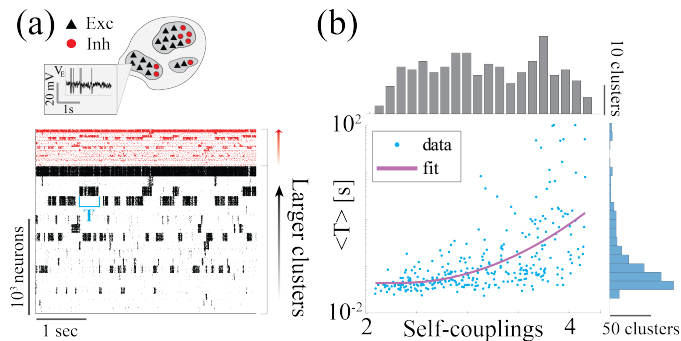 (a)
Exc
Inh
V_E
20 mV
1s
T
10³ neurons
1 sec
Larger clusters
(b)
10 clusters
10²
data
fit
<T> [s]
10⁻²
2
Self-couplings
4
50 clusters